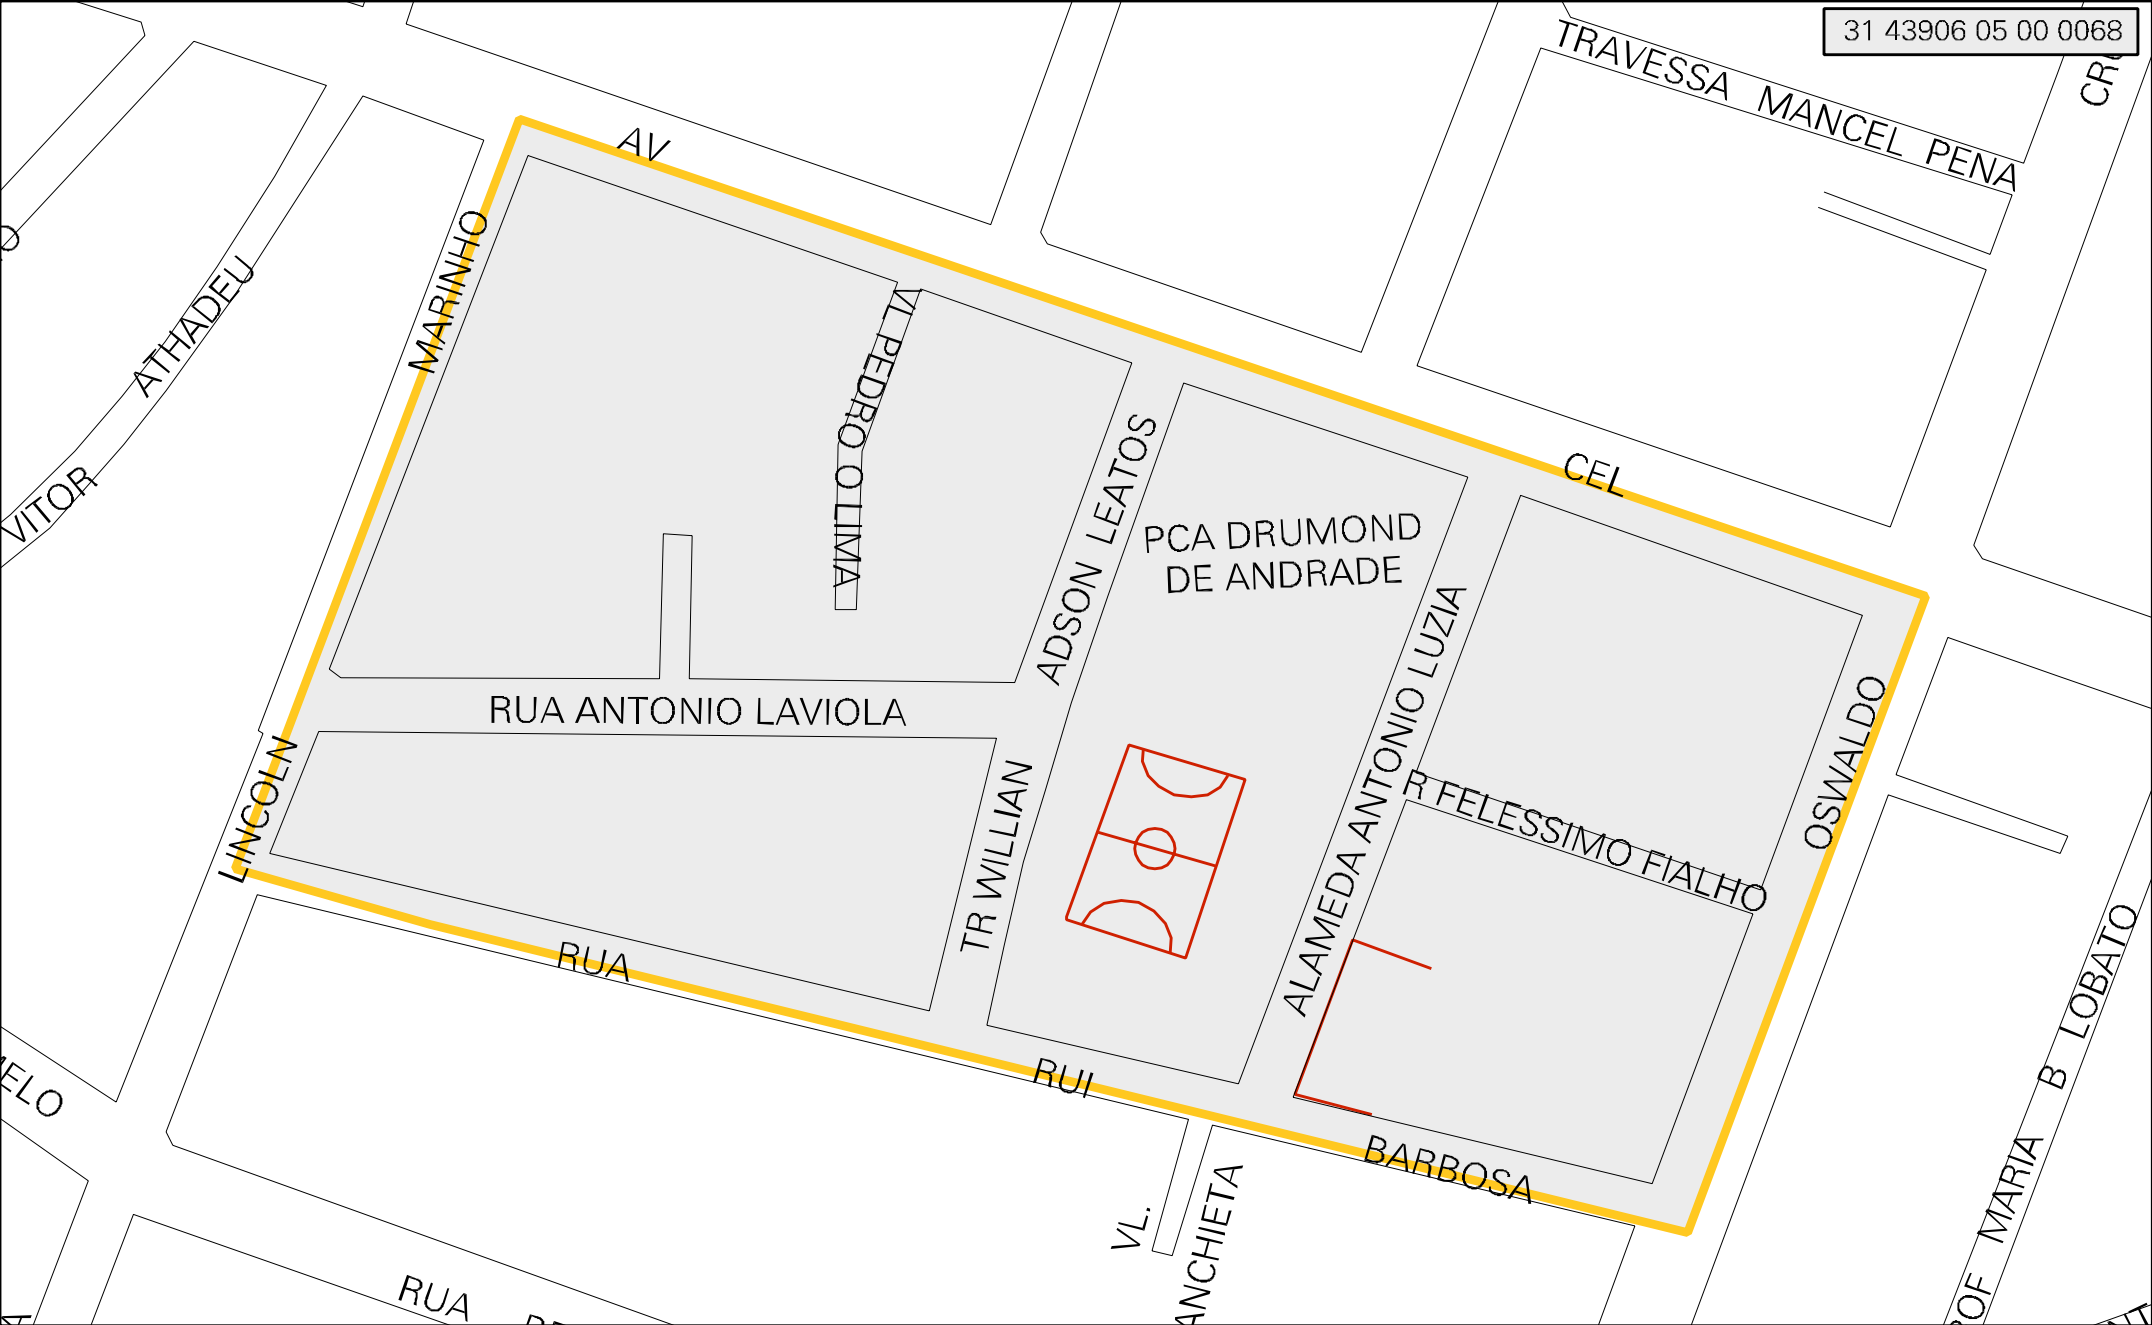 31 43906 05 00 0068
TRAVESSA MANCEL PENA
AV
CEL
MARINHO
LINCOLN
ATHADEU
VITOR
VL PEDRO O LIMA
ADSON LEATOS
PCA DRUMOND
DE ANDRADE
RUA ANTONIO LAVIOLA
TR WILLIAN
ALAMEDA ANTONIO LUZIA
R FELESSIMO FIALHO
OSWALDO
RUA
RUI
BARBOSA
VL.
ANCHIETA
MARIA B LOBATO
RUA